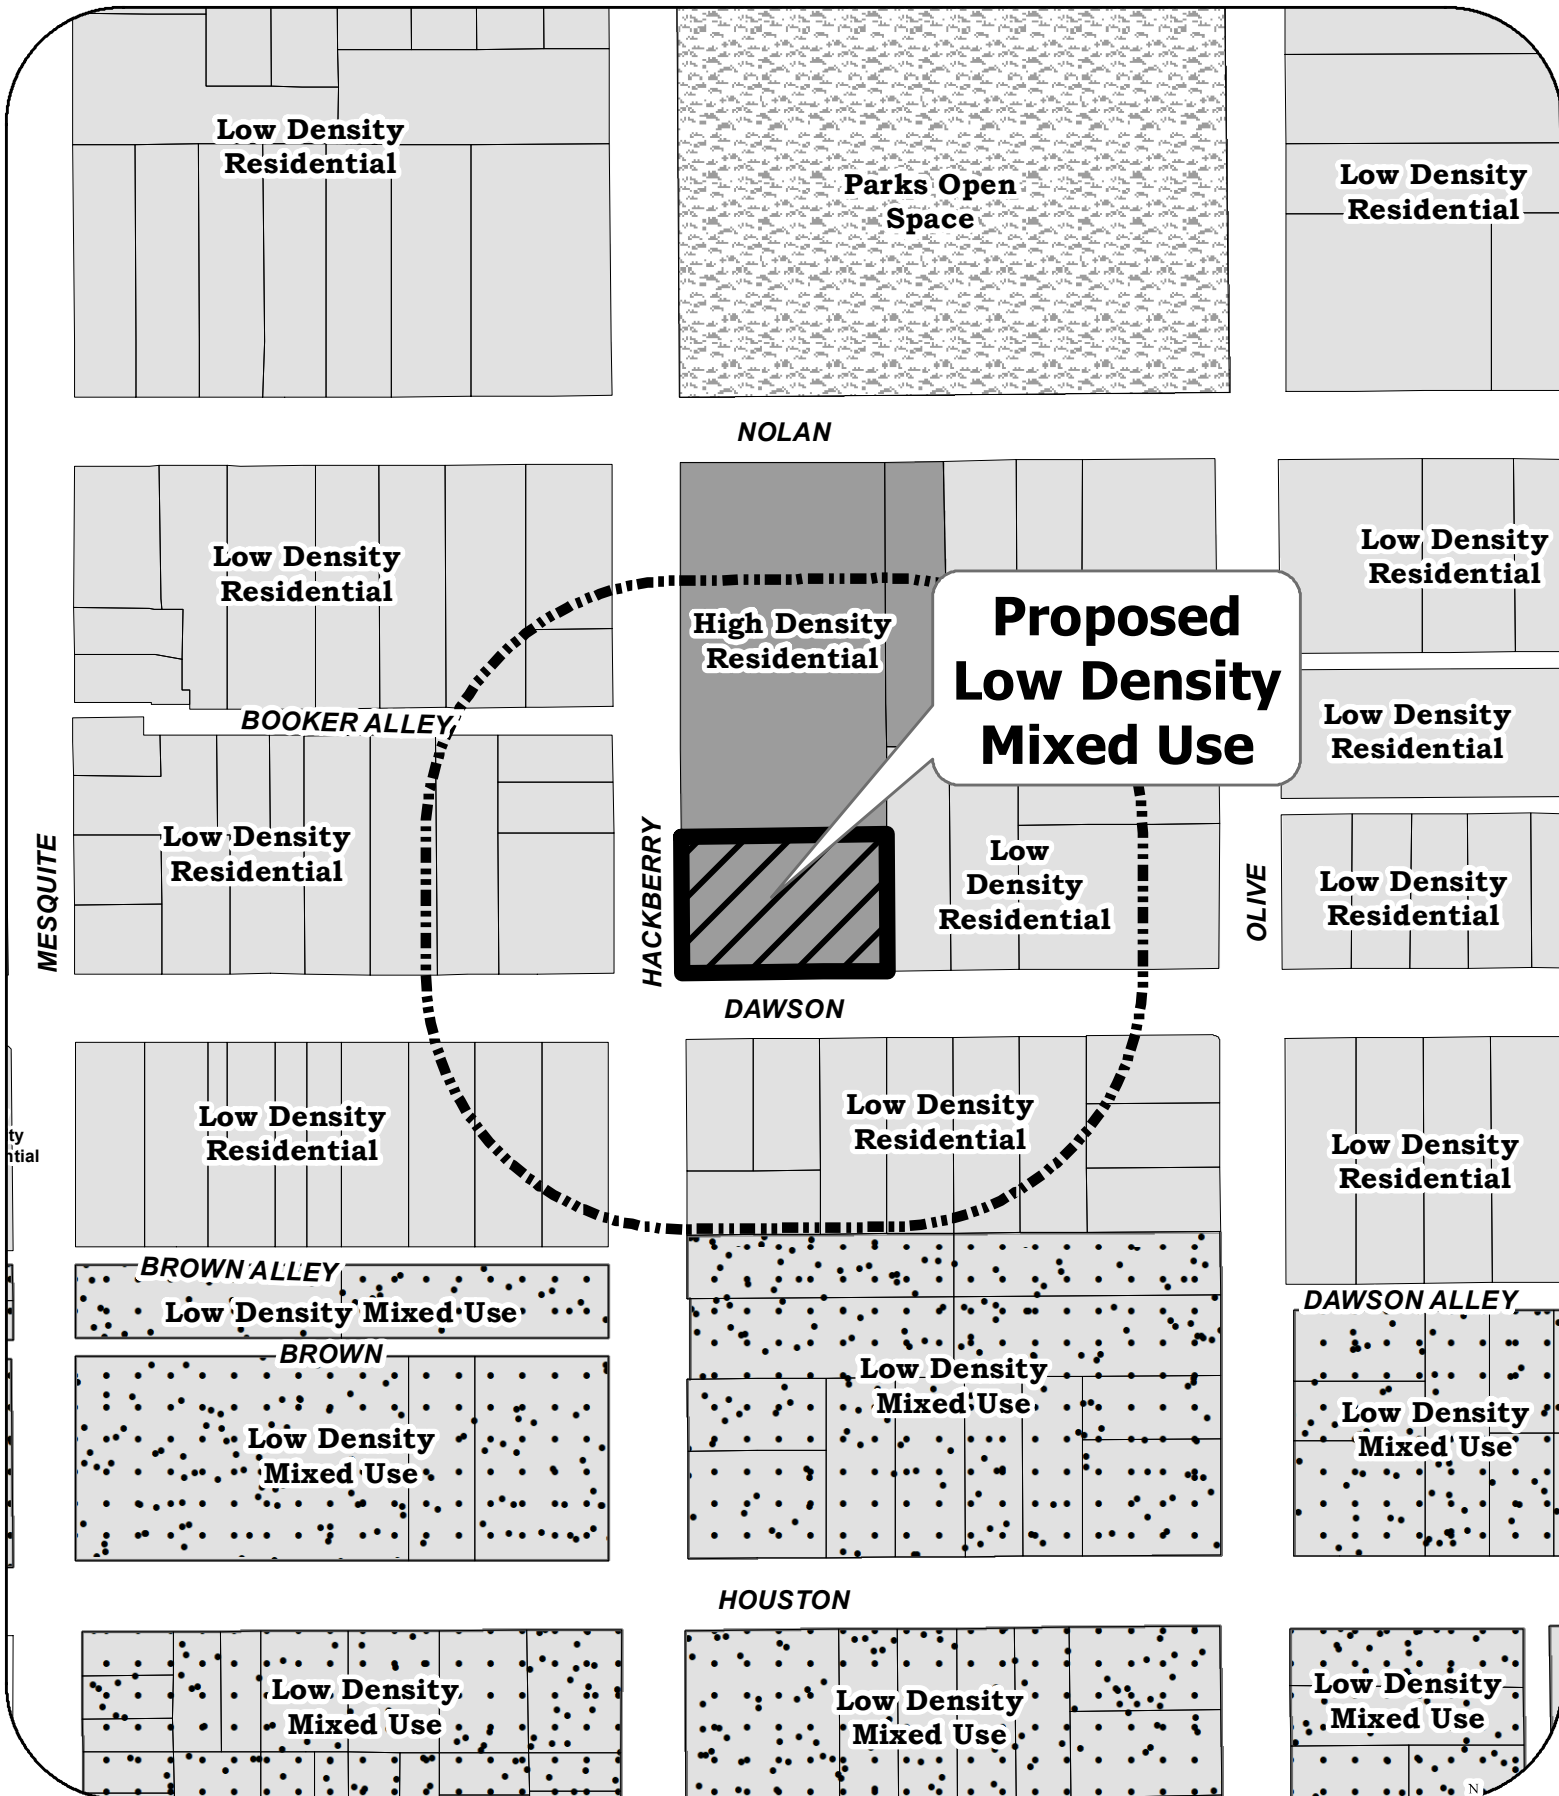 Low Density
Residential
Parks Open
Space
Low Density
Residential
NOLAN
Low Density
Residential
High Density
Residential
Proposed
Low Density
Mixed Use
Low Density
Residential
BOOKER ALLEY
Low Density
Residential
MESQUITE
Low Density
Residential
HACKBERRY
Low
Density
Residential
OLIVE
Low Density
Residential
DAWSON
ty
ntial
Low Density
Residential
Low Density
Residential
Low Density
Residential
BROWN ALLEY
Low Density Mixed Use
DAWSON ALLEY
BROWN
Low Density
Mixed Use
Low Density
Mixed Use
Low Density
Mixed Use
HOUSTON
Low Density
Mixed Use
Low Density
Mixed Use
Low Density
Mixed Use
N